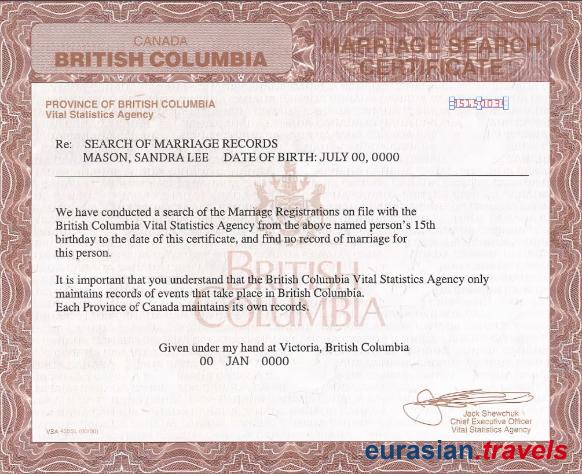 CANADA
BRITISH COLUMBIA
MARRIAGE SEARCH
CERTIFICATE
PROVINCE OF BRITISH COLUMBIA
Vital Statistics Agency
Re: SEARCH OF MARRIAGE RECORDS
MASON, SANDRA LEE DATE OF BIRTH: JULY 00, 0000
We have conducted a search of the Marriage Registrations on file with the
British Columbia Vital Statistics Agency from the above named person's 15th
birthday to the date of this certificate, and find no record of marriage for
this person.
It is important that you understand that the British Columbia Vital Statistics Agency only
maintains records of events that take place in British Columbia.
Each Province of Canada maintains its own records.
BRITISH
COLUMBIA
Given under my hand at Victoria, British Columbia
00 JAN 0000
Jack Shewchuk
Chief Executive Officer
Vital Statistics Agency
eurasian.travels